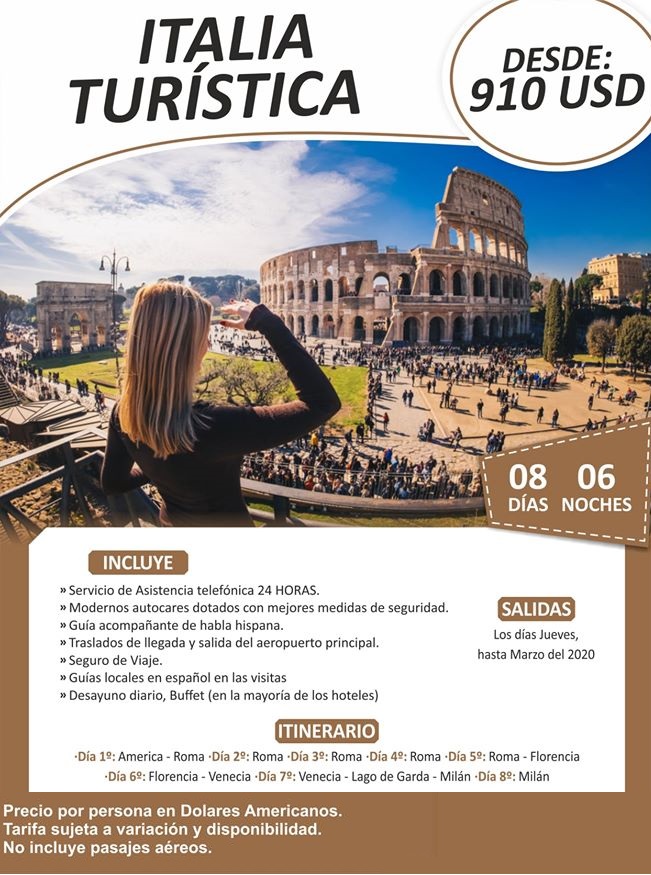 ITALIA
TURÍSTICA
DESDE:
910 USD
08 06
DÍAS NOCHES
INCLUYE
» Servicio de Asistencia telefónica 24 HORAS.
» Modernos autocares dotados con mejores medidas de seguridad.
» Guía acompañante de habla hispana.
» Traslados de llegada y salida del aeropuerto principal.
» Seguro de Viaje.
» Guías locales en español en las visitas
» Desayuno diario, Buffet (en la mayoría de los hoteles)
SALIDAS
Los días Jueves,
hasta Marzo del 2020
ITINERARIO
·Día 1º: America - Roma ·Día 2º: Roma ·Día 3º: Roma ·Día 4º: Roma ·Día 5º: Roma - Florencia
·Día 6º: Florencia - Venecia ·Día 7º: Venecia - Lago de Garda - Milán ·Día 8º: Milán
Precio por persona en Dolares Americanos.
Tarifa sujeta a variación y disponibilidad.
No incluye pasajes aéreos.